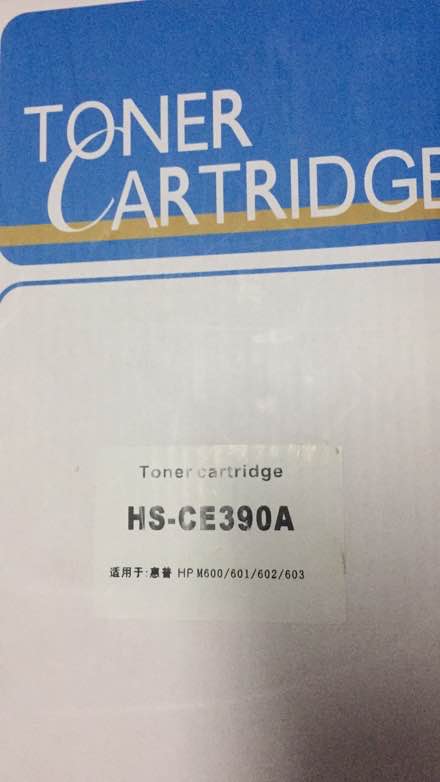 TONER
CARTRIDGE
Toner cartridge
HS-CE390A
适用于:惠普 HP M600/601/602/603